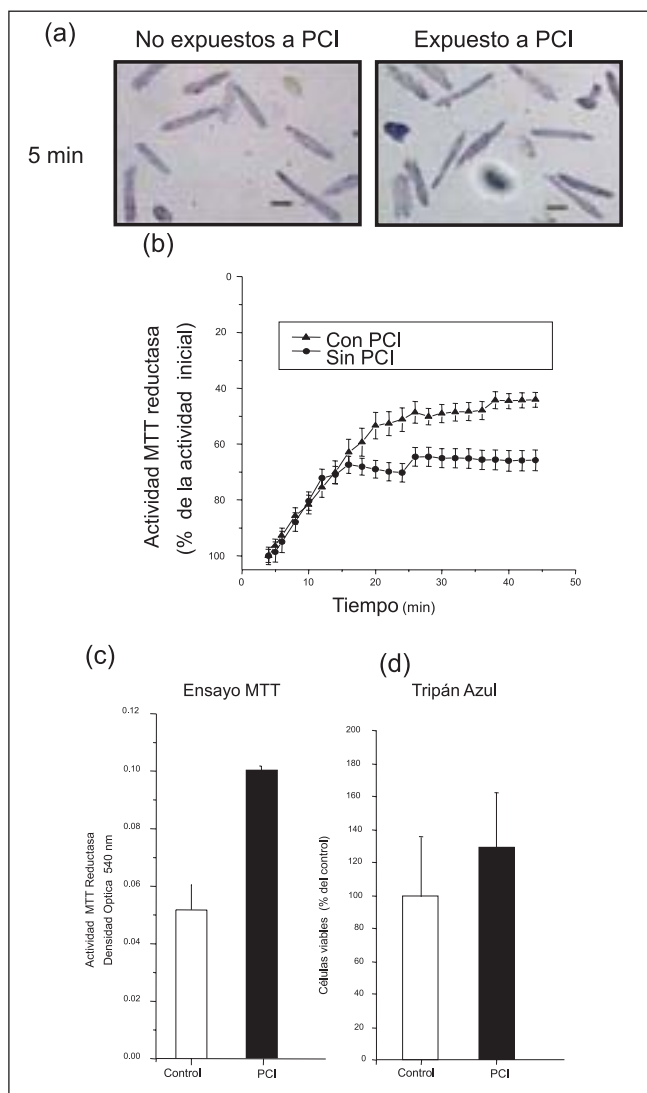 (a)
No expuestos a PCI
Expuesto a PCI
5 min
(b)
Actividad MTT reductasa
(% de la actividad inicial)
0
20
40
60
80
100
Con PCI
Sin PCI
0
10
20
30
40
50
Tiempo (min)
(c)
Ensayo MTT
Actividad MTT Reductasa
Densidad Optica 540 nm
0.12
0.10
0.08
0.06
0.04
0.02
0.00
Control
PCI
(d)
Tripán Azul
Células viables (% del control)
200
180
160
140
120
100
80
60
40
20
0
Control
PCI